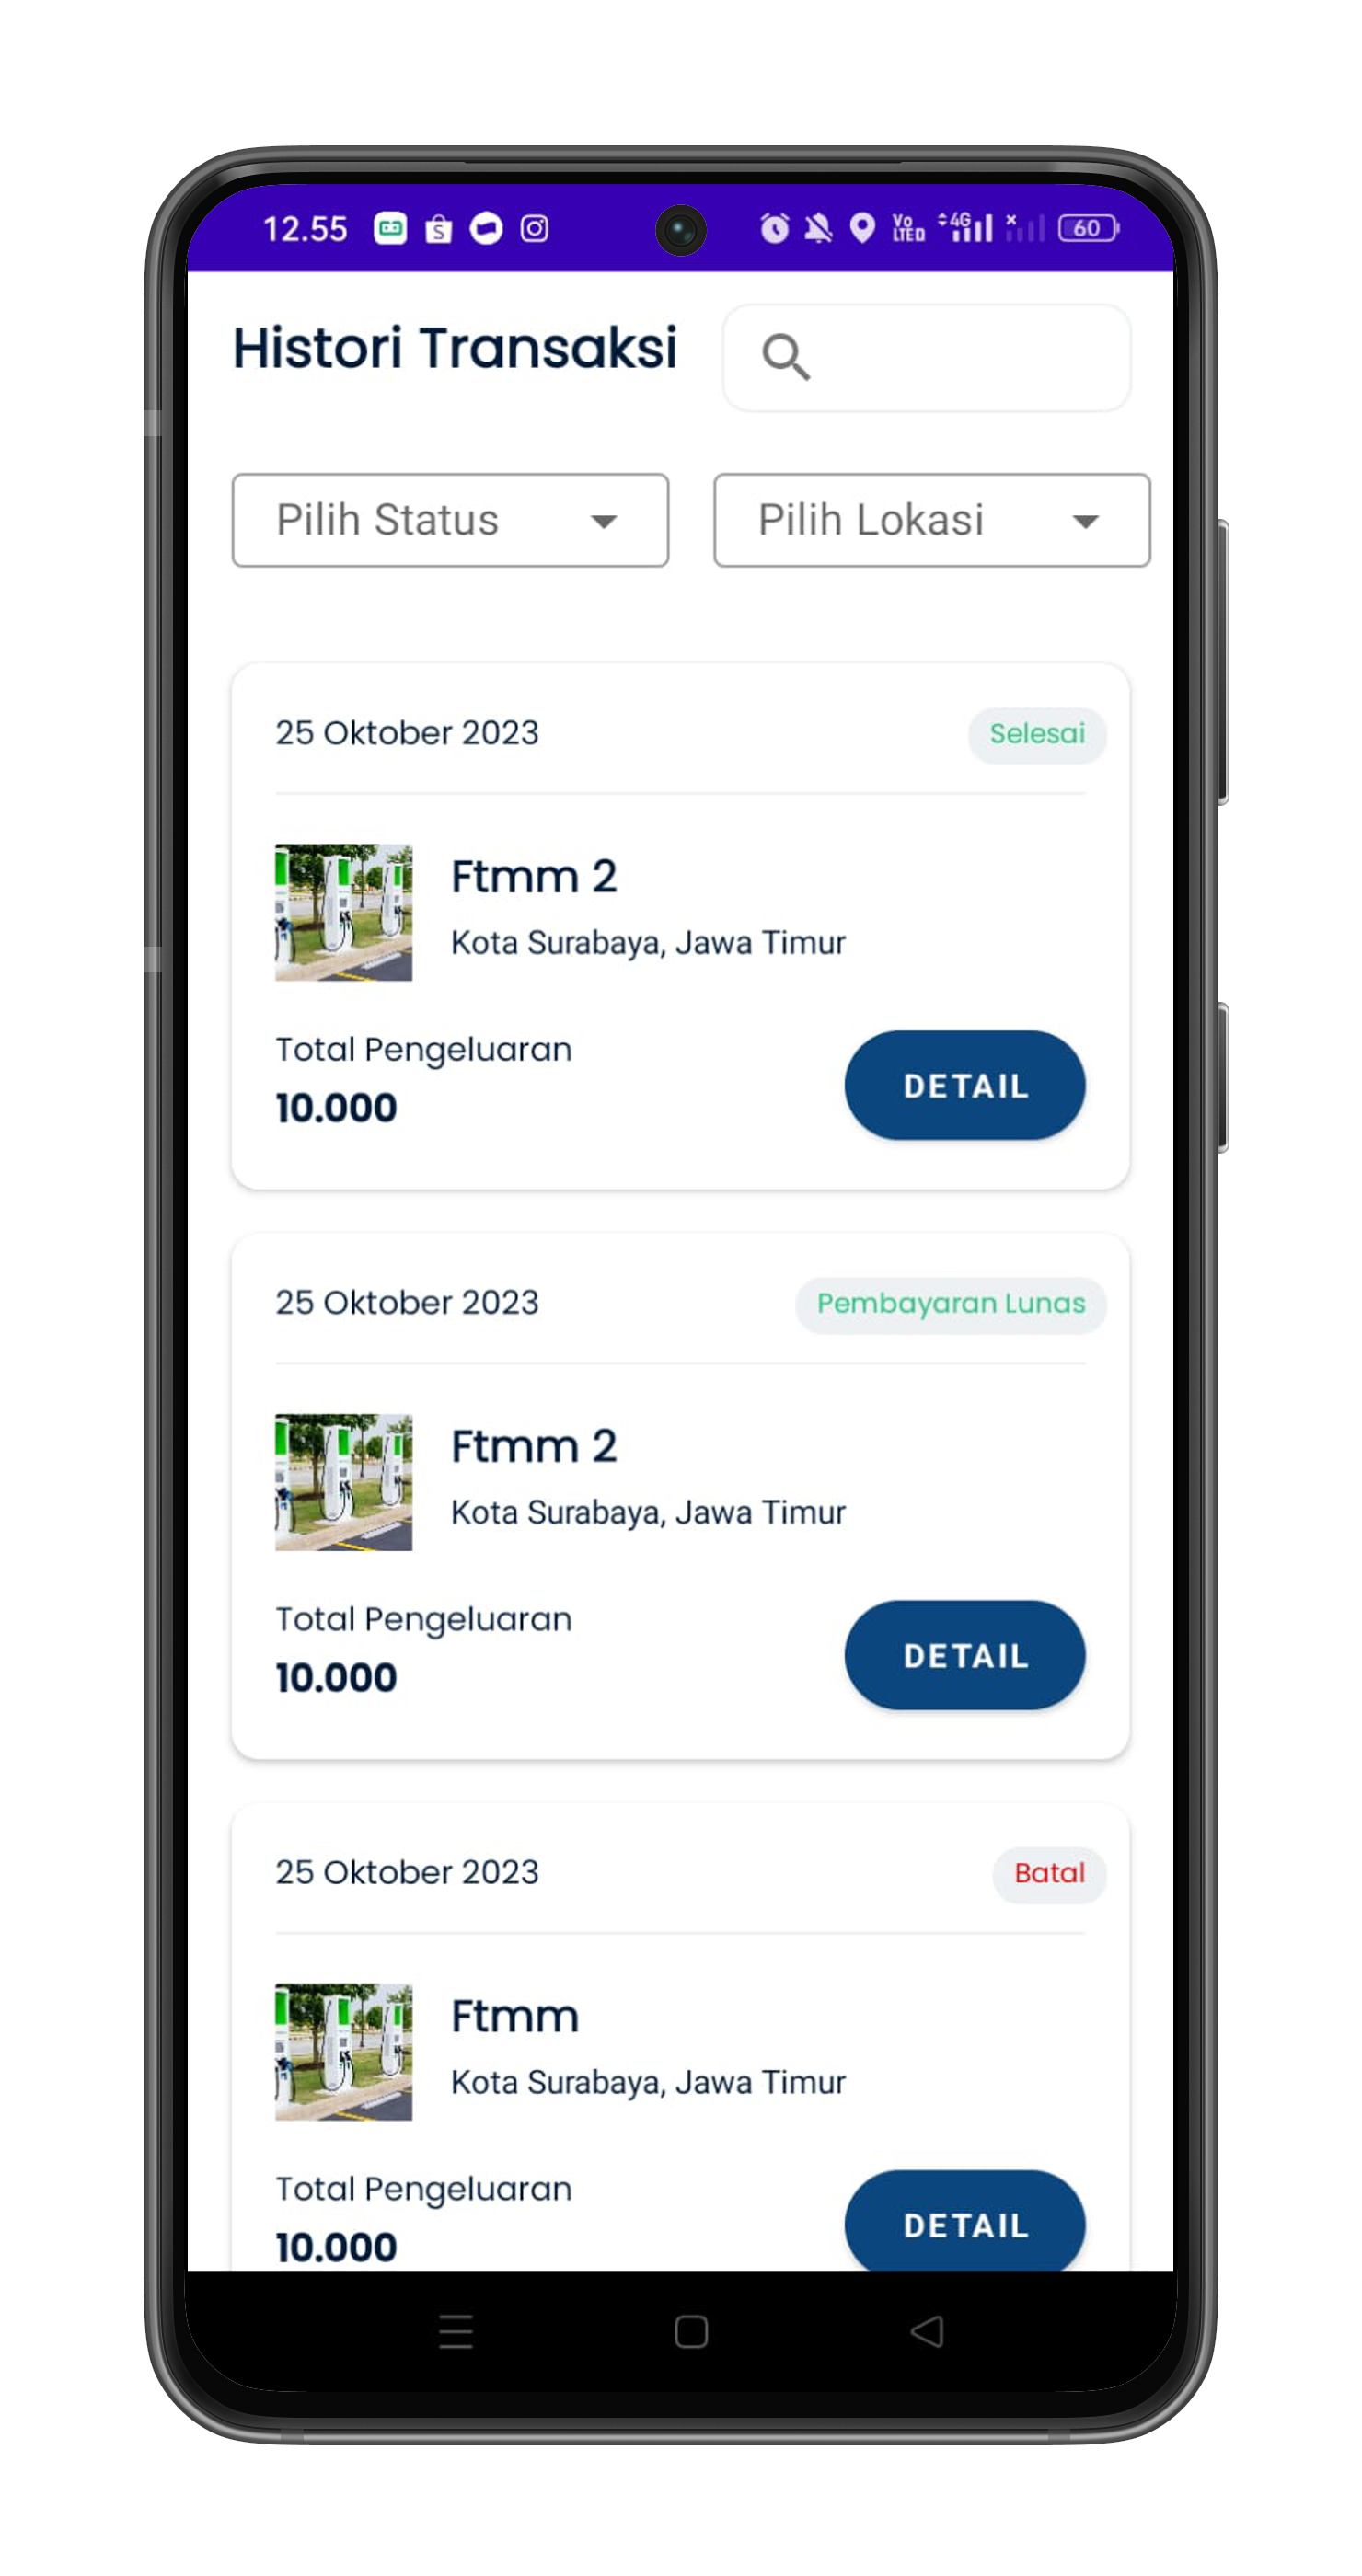 12.55 Vo LTED 4G 60
Histori Transaksi
Pilih Status Pilih Lokasi
25 Oktober 2023 Selesai
Ftmm 2
Kota Surabaya, Jawa Timur
Total Pengeluaran
10.000 DETAIL
25 Oktober 2023 Pembayaran Lunas
Ftmm 2
Kota Surabaya, Jawa Timur
Total Pengeluaran
10.000 DETAIL
25 Oktober 2023 Batal
Ftmm
Kota Surabaya, Jawa Timur
Total Pengeluaran
10.000 DETAIL